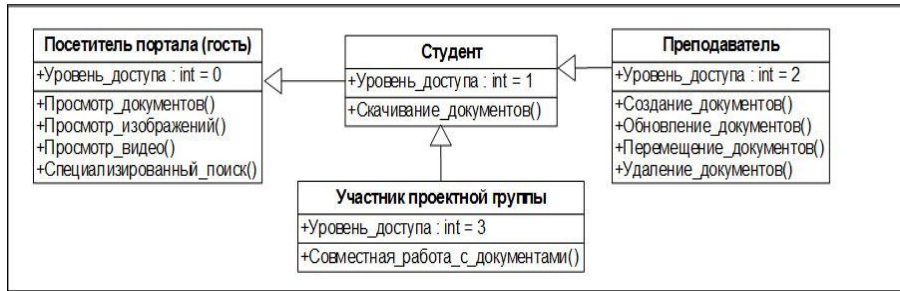 Посетитель портала (гость)
+Уровень_доступа : int = 0
+Просмотр_документов()
+Просмотр_изображений()
+Просмотр_видео()
+Специализированный_поиск()
Студент
+Уровень_доступа : int = 1
+Скачивание_документов()
Преподаватель
+Уровень_доступа : int = 2
+Создание_документов()
+Обновление_документов()
+Перемещение_документов()
+Удаление_документов()
Участник проектной группы
+Уровень_доступа : int = 3
+Совместная_работа_с_документами()